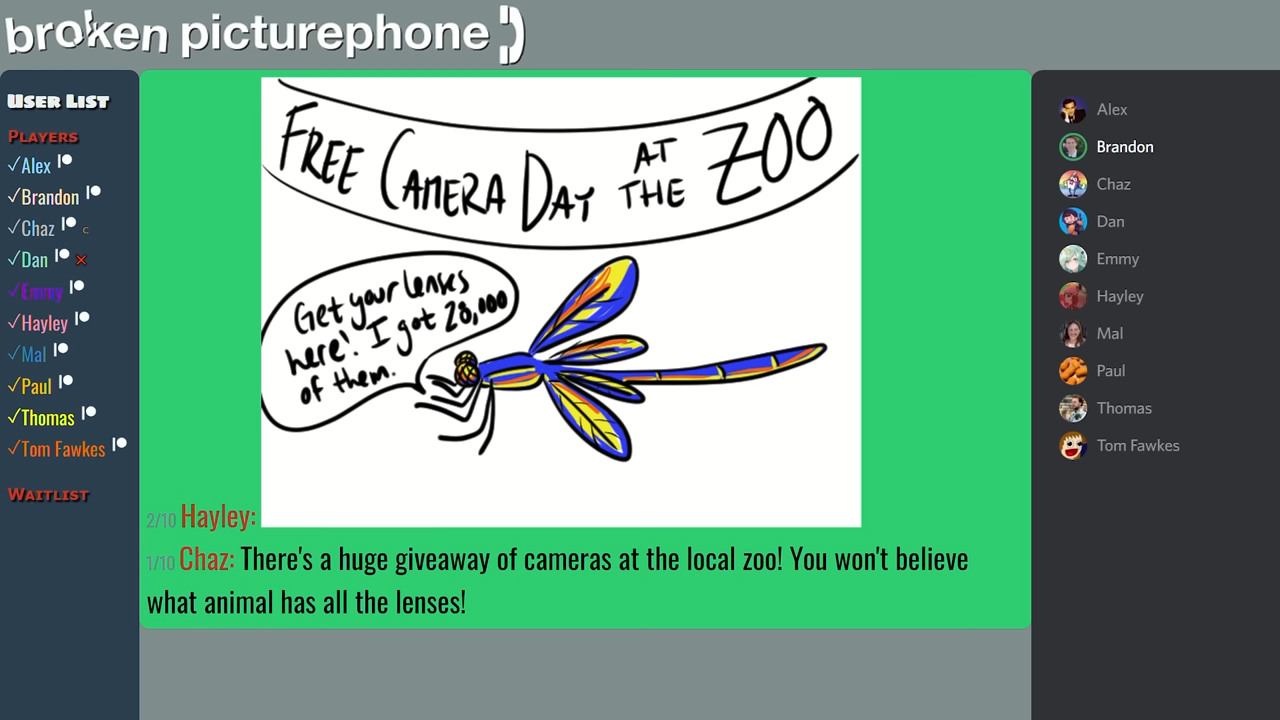 broken picturephone
User List
Players
✓Alex
✓Brandon
✓Chaz c
✓Dan
✓Emmy
✓Hayley
✓Mal
✓Paul
✓Thomas
✓Tom Fawkes
Waitlist
FREE CAMERA DAY AT THE ZOO
Get your lenses
here! I got 28,000
of them.
2/10 Hayley:
1/10 Chaz: There's a huge giveaway of cameras at the local zoo! You won't believe
what animal has all the lenses!
Alex
Brandon
Chaz
Dan
Emmy
Hayley
Mal
Paul
Thomas
Tom Fawkes